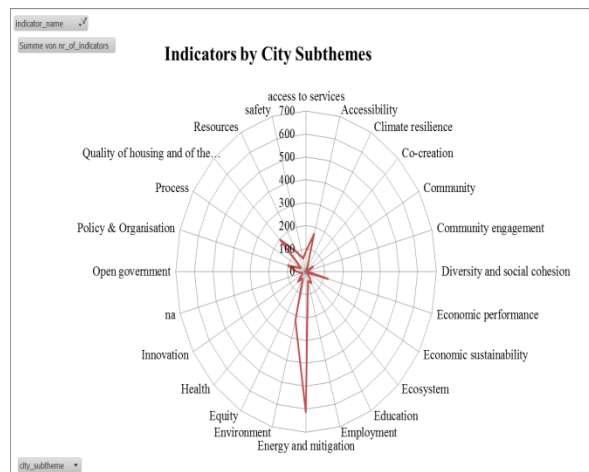 Indicator_name
Summe von nr_of_Indicators
Indicators by City Subthemes
access to services
Accessibility
Climate resilience
Co-creation
Community
Community engagement
Diversity and social cohesion
Economic performance
Economic sustainability
Ecosystem
Education
Employment
Energy and mitigation
Environment
Equity
Health
Innovation
na
Open government
Policy & Organisation
Process
Quality of housing and of the…
Resources
safety
700
600
500
400
300
200
100
0
city_subtheme